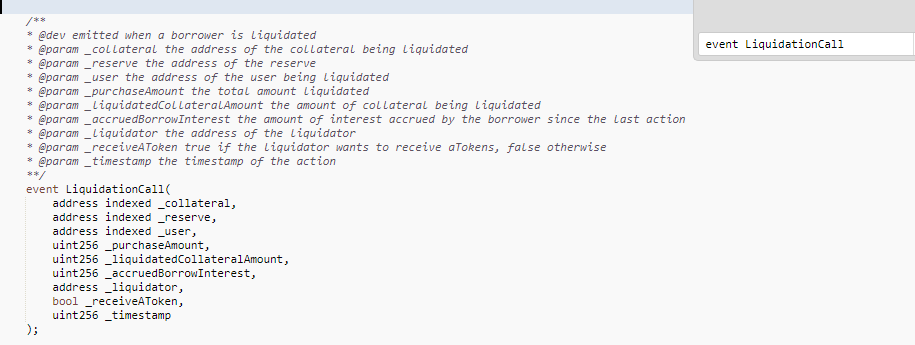 /**
* @dev emitted when a borrower is liquidated
* @param _collateral the address of the collateral being liquidated
* @param _reserve the address of the reserve
* @param _user the address of the user being liquidated
* @param _purchaseAmount the total amount liquidated
* @param _liquidatedCollateralAmount the amount of collateral being liquidated
* @param _accruedBorrowInterest the amount of interest accrued by the borrower since the last action
* @param _liquidator the address of the liquidator
* @param _receiveAToken true if the liquidator wants to receive aTokens, false otherwise
* @param _timestamp the timestamp of the action
**/
event LiquidationCall(
address indexed _collateral,
address indexed _reserve,
address indexed _user,
uint256 _purchaseAmount,
uint256 _liquidatedCollateralAmount,
uint256 _accruedBorrowInterest,
address _liquidator,
bool _receiveAToken,
uint256 _timestamp
);
event LiquidationCall